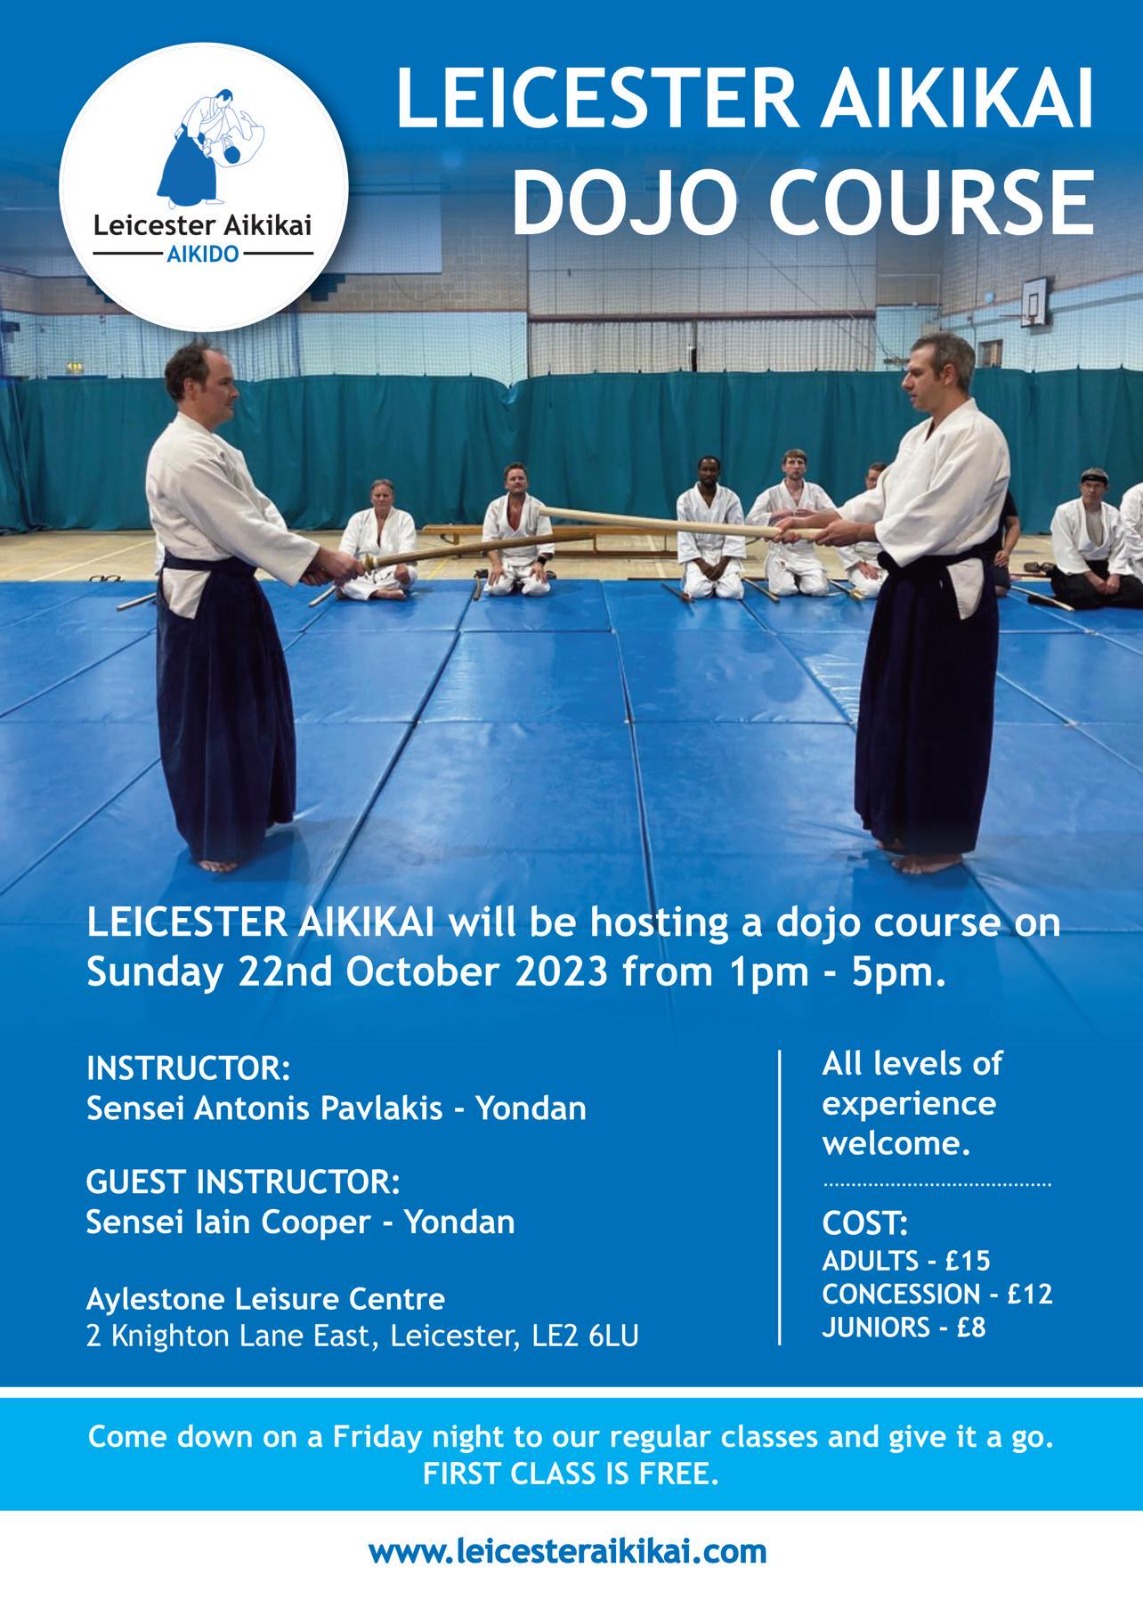 Leicester Aikikai
AIKIDO
LEICESTER AIKIKAI
DOJO COURSE
LEICESTER AIKIKAI will be hosting a dojo course on
Sunday 22nd October 2023 from 1pm - 5pm.
INSTRUCTOR:
Sensei Antonis Pavlakis - Yondan
GUEST INSTRUCTOR:
Sensei Iain Cooper - Yondan
Aylestone Leisure Centre
2 Knighton Lane East, Leicester, LE2 6LU
All levels of
experience
welcome.
COST:
ADULTS - £15
CONCESSION - £12
JUNIORS - £8
Come down on a Friday night to our regular classes and give it a go.
FIRST CLASS IS FREE.
www.leicesteraikikai.com